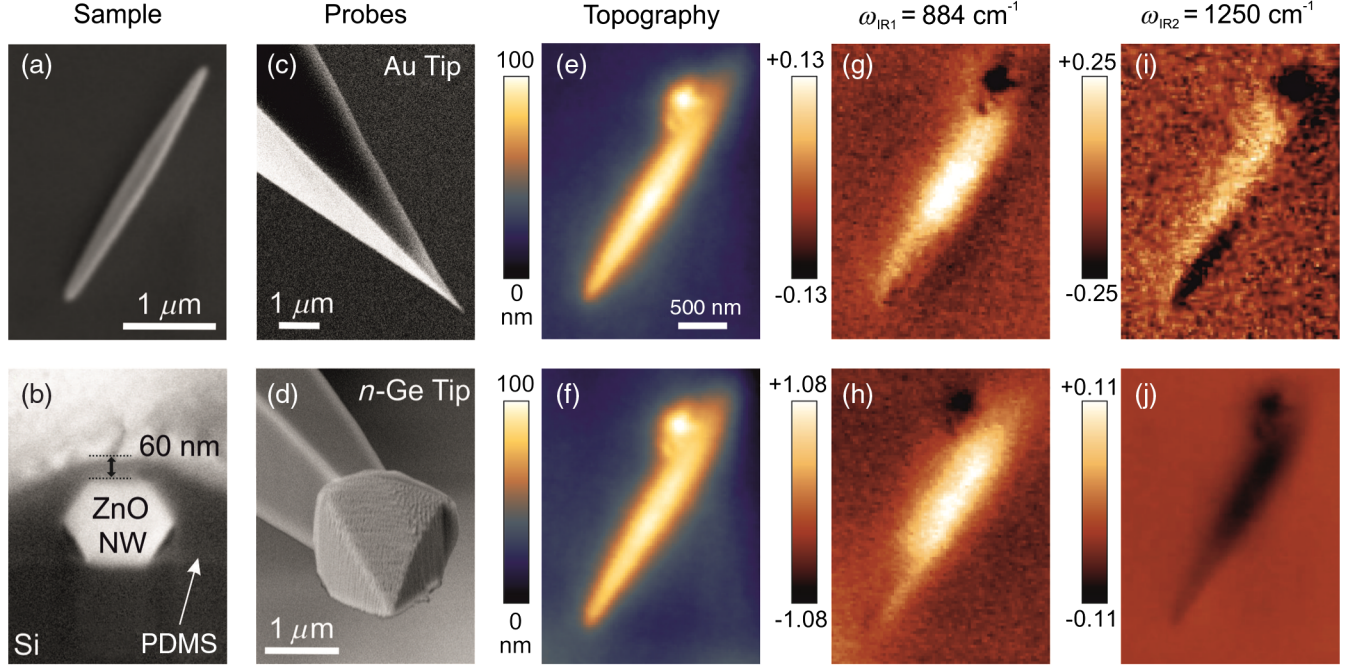 Sample
Probes
Topography
ωIR1 = 884 cm-1
ωIR2 = 1250 cm-1
(a)
1 μm
(c)
Au Tip
1 μm
100
0
nm
(e)
500 nm
+0.13
-0.13
(g)
+0.25
-0.25
(i)
(b)
60 nm
ZnO
NW
Si
PDMS
(d)
n-Ge Tip
1 μm
100
0
nm
(f)
+1.08
-1.08
(h)
+0.11
-0.11
(j)